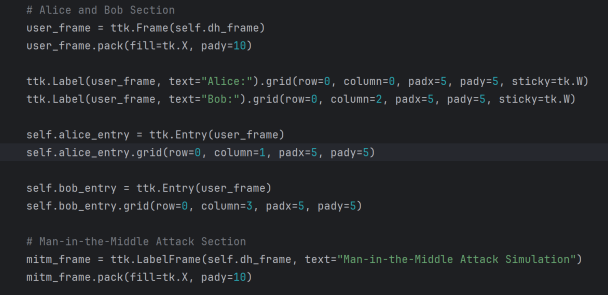 # Alice and Bob Section
user_frame = ttk.Frame(self.dh_frame)
user_frame.pack(fill=tk.X, pady=10)
ttk.Label(user_frame, text="Alice:").grid(row=0, column=0, padx=5, pady=5, sticky=tk.W)
ttk.Label(user_frame, text="Bob:").grid(row=0, column=2, padx=5, pady=5, sticky=tk.W)
self.alice_entry = ttk.Entry(user_frame)
self.alice_entry.grid(row=0, column=1, padx=5, pady=5)
self.bob_entry = ttk.Entry(user_frame)
self.bob_entry.grid(row=0, column=3, padx=5, pady=5)
# Man-in-the-Middle Attack Section
mitm_frame = ttk.LabelFrame(self.dh_frame, text="Man-in-the-Middle Attack Simulation")
mitm_frame.pack(fill=tk.X, pady=10)